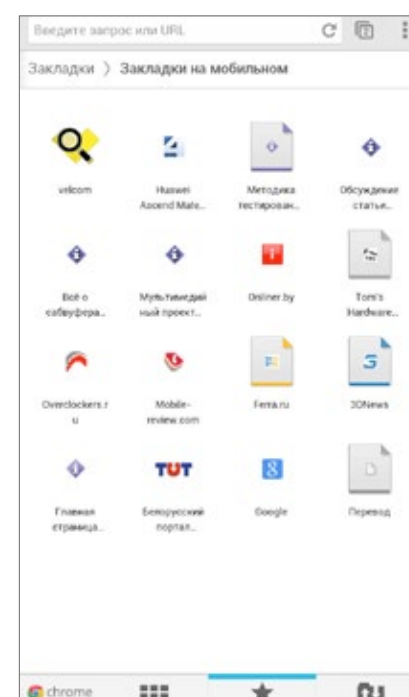 Введите запрос или URL
Закладки 〉 Закладки на мобильном
velcom
Huawei
Ascend Mate...
Методика
тестирован...
Обсуждение
статьи...
Всё о
сабвуфера...
Мультимедий
ный проект...
Onliner.by
Tom's
Hardware...
Overclockers.r
u
Mobile-
review.com
Ferra.ru
3DNews
Главная
страница...
TUT
Белорусский
портал...
Google
Перевод
chrome